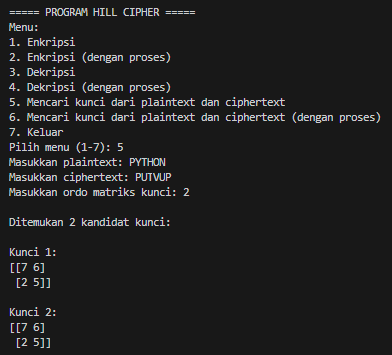 ===== PROGRAM HILL CIPHER =====
Menu:
1. Enkripsi
2. Enkripsi (dengan proses)
3. Dekripsi
4. Dekripsi (dengan proses)
5. Mencari kunci dari plaintext dan ciphertext
6. Mencari kunci dari plaintext dan ciphertext (dengan proses)
7. Keluar
Pilih menu (1-7): 5
Masukkan plaintext: PYTHON
Masukkan ciphertext: PUTVUP
Masukkan ordo matriks kunci: 2
Ditemukan 2 kandidat kunci:
Kunci 1:
[[7 6]
[2 5]]
Kunci 2:
[[7 6]
[2 5]]